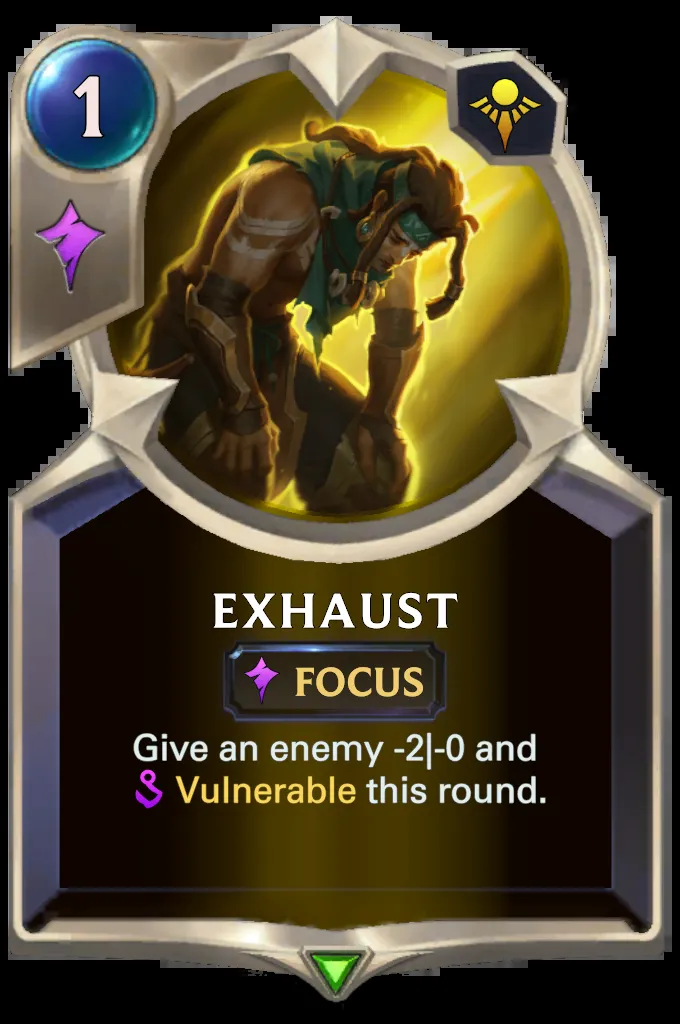 1
EXHAUST
FOCUS
Give an enemy -2|-0 and
Vulnerable this round.